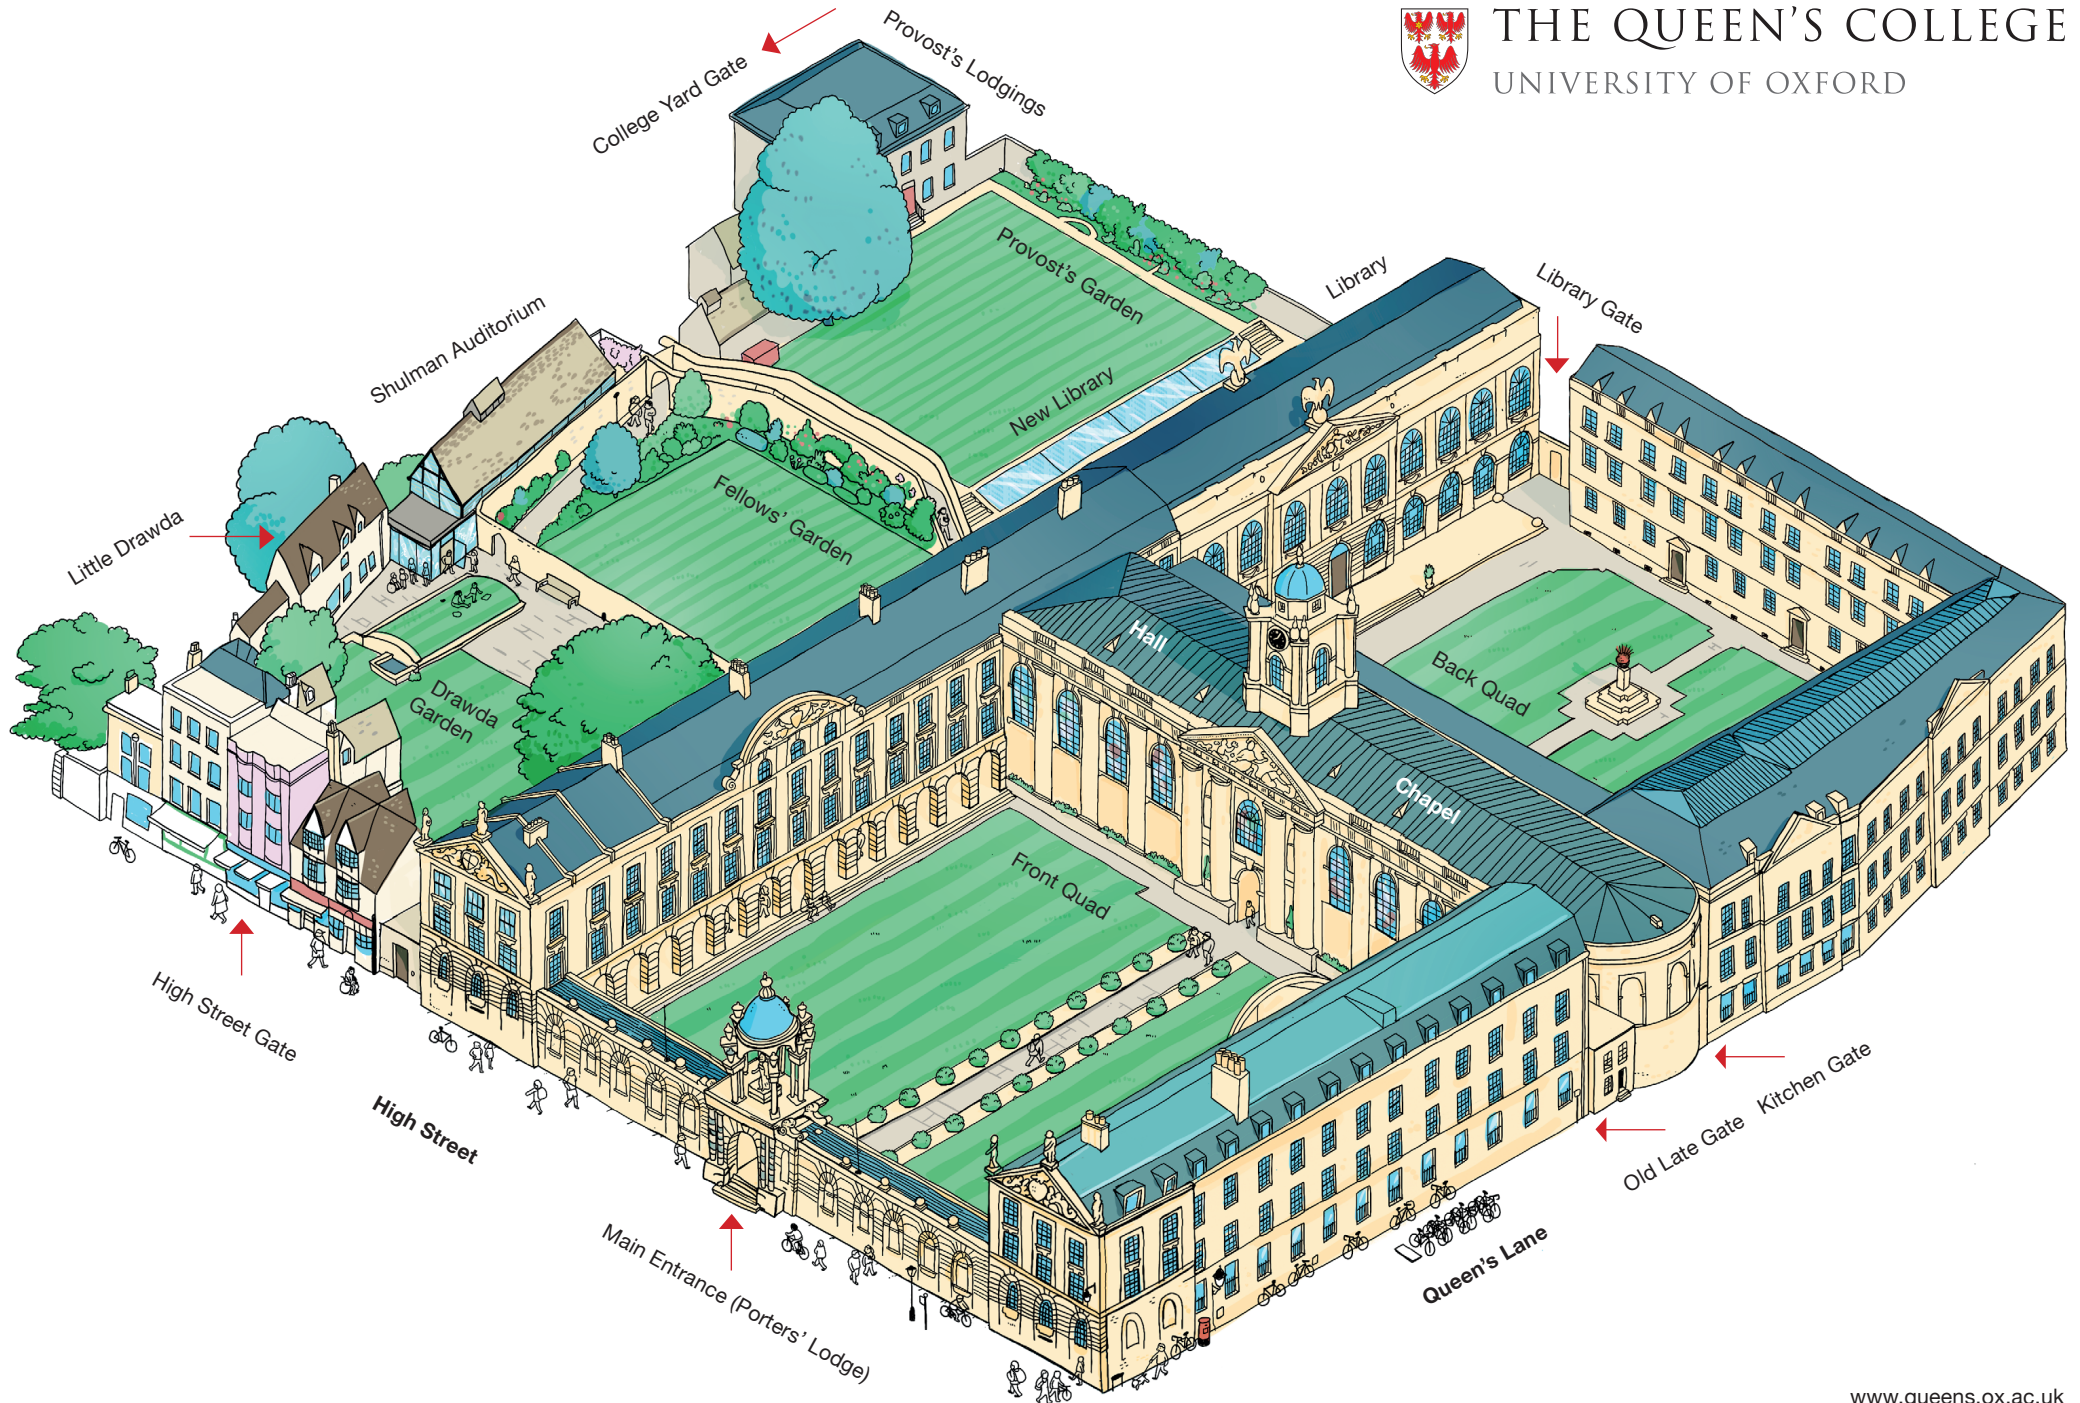 THE QUEEN'S COLLEGE
UNIVERSITY OF OXFORD
Provost's Lodgings
College Yard Gate
Provost's Garden
Library
Library Gate
Shulman Auditorium
New Library
Fellows' Garden
Little Drawda
Hall
Back Quad
Drawda
Garden
Chapel
Front Quad
High Street Gate
High Street
Kitchen Gate
Old Late Gate
Main Entrance (Porters' Lodge)
Queen's Lane
www.queens.ox.ac.uk